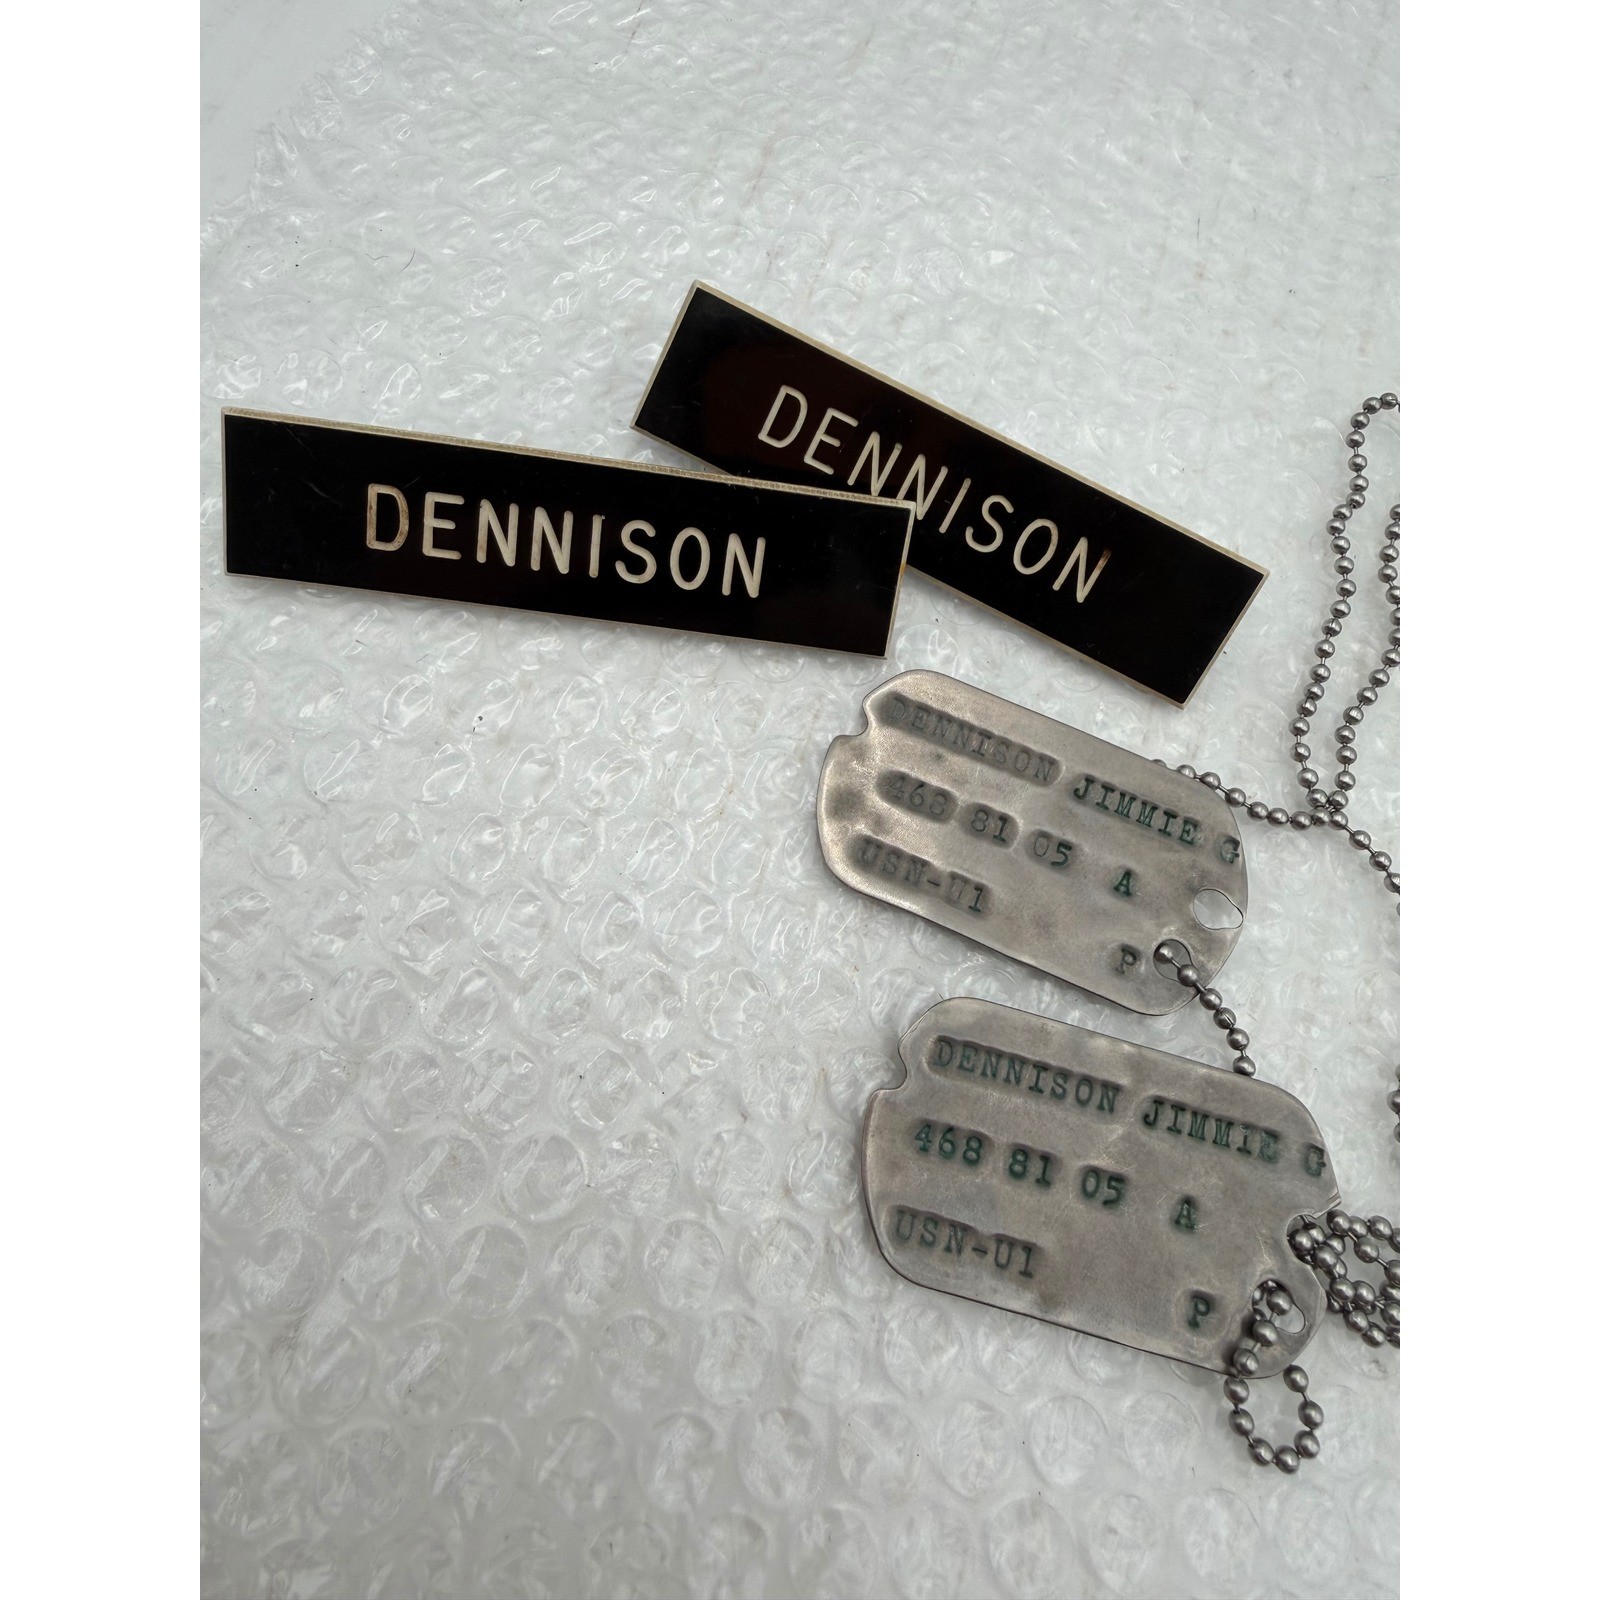 DENNISON
DENNISON
DENNISON JIMMIE G
468 81 05 A
USN-U1
P
DENNISON JIMMIE G
468 81 05 A
USN-U1
P